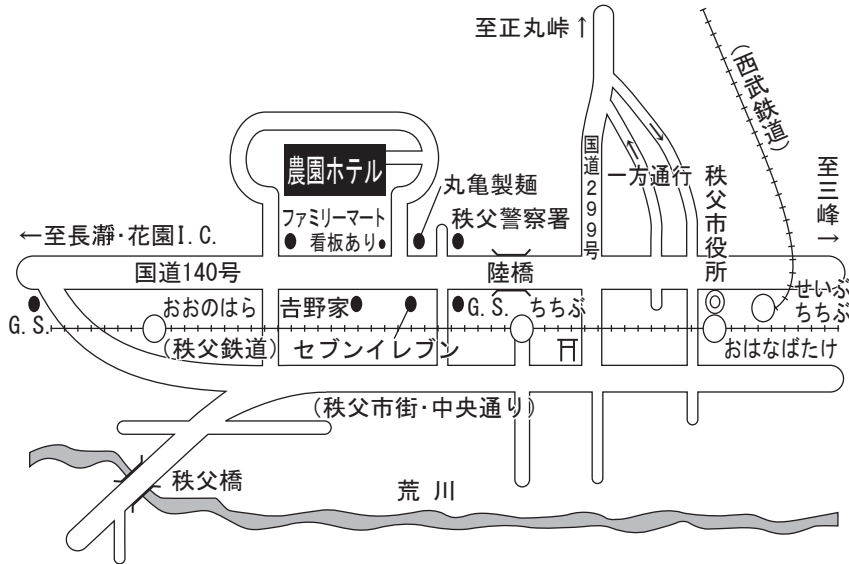 至正丸峠↑
(西武鉄道)
国道299号
一方通行
秩父市役所
至三峰→
農園ホテル
丸亀製麺
ファミリーマート
看板あり
秩父警察署
←至長瀞・花園I.C.
国道140号
陸橋
せいぶ
ちちぶ
G.S.
おおのはら
吉野家
G.S.
ちちぶ
(秩父鉄道)
セブンイレブン
おはなばたけ
(秩父市街・中央通り)
秩父橋
荒川